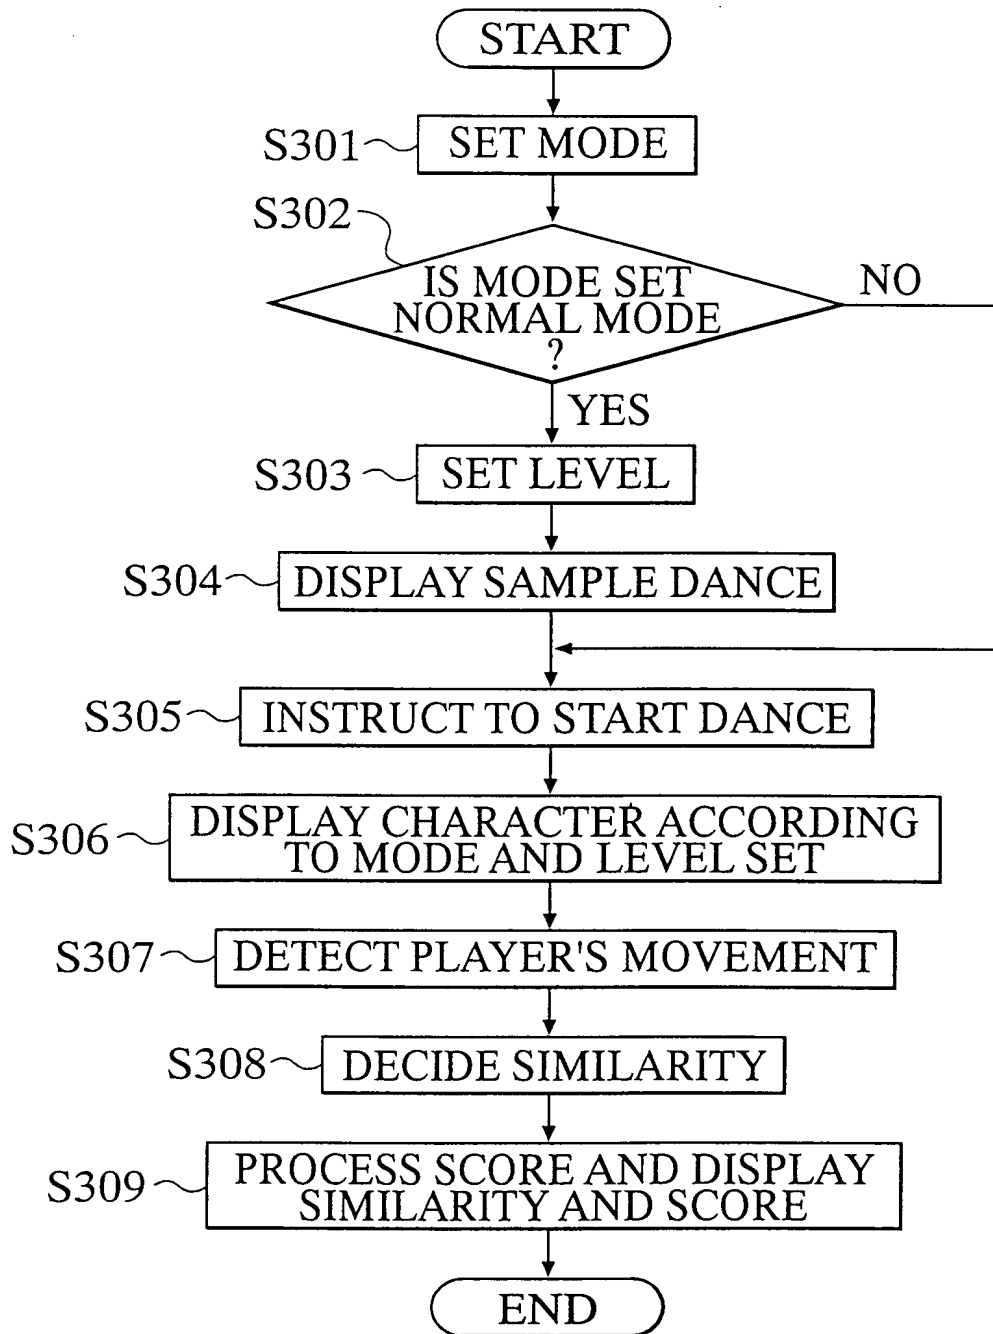 START
S301
SET MODE
S302
IS MODE SET
NORMAL MODE
?
NO
YES
S303
SET LEVEL
S304
DISPLAY SAMPLE DANCE
S305
INSTRUCT TO START DANCE
S306
DISPLAY CHARACTER ACCORDING
TO MODE AND LEVEL SET
S307
DETECT PLAYER'S MOVEMENT
S308
DECIDE SIMILARITY
S309
PROCESS SCORE AND DISPLAY
SIMILARITY AND SCORE
END